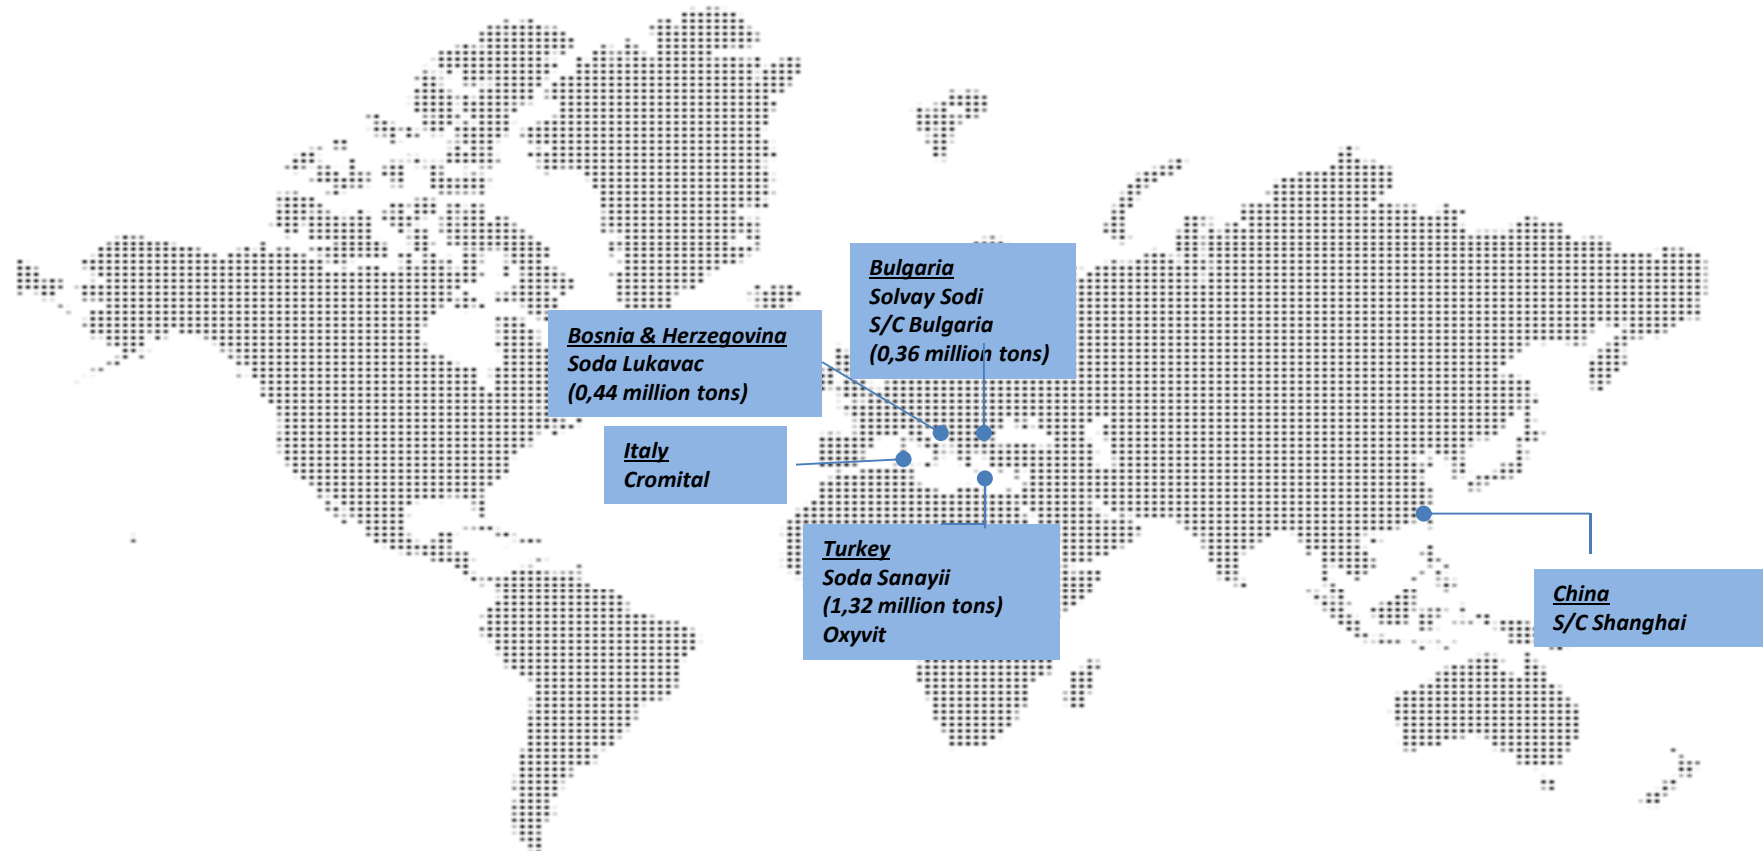 Bulgaria
Solvay Sodi
S/C Bulgaria
(0,36 million tons)
Bosnia & Herzegovina
Soda Lukavac
(0,44 million tons)
Italy
Cromital
Turkey
Soda Sanayii
(1,32 million tons)
Oxyvit
China
S/C Shanghai